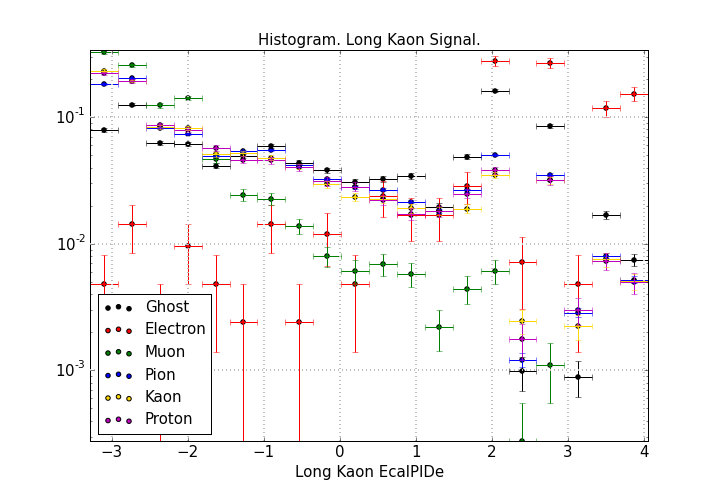 Histogram. Long Kaon Signal.
10⁻¹
10⁻²
10⁻³
Ghost
Electron
Muon
Pion
Kaon
Proton
−3 −2 −1 0 1 2 3 4
Long Kaon EcalPIDe